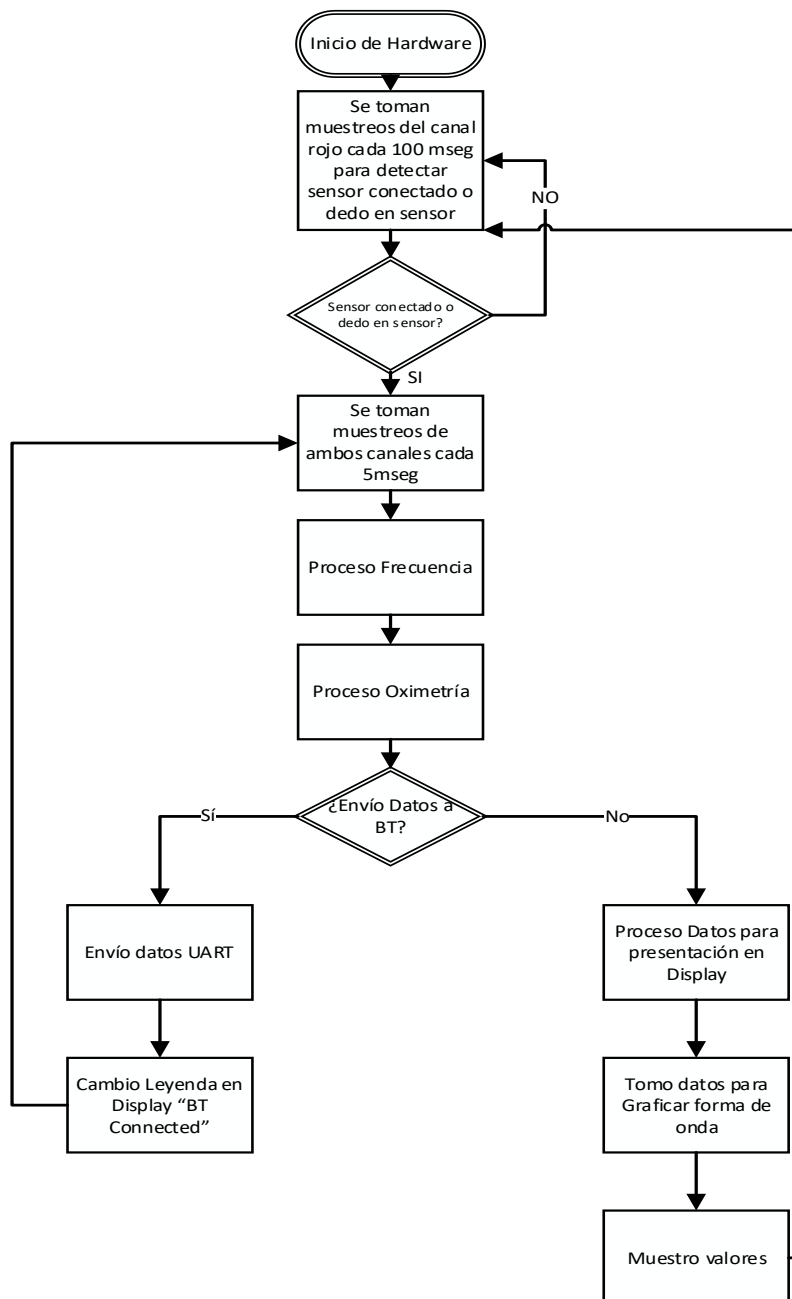 Inicio de Hardware
Se toman
muestreos del canal
rojo cada 100 mseg
para detectar
sensor conectado o
dedo en sensor
NO
Sensor conectado o
dedo en sensor?
SI
Se toman
muestreos de
ambos canales cada
5mseg
Proceso Frecuencia
Proceso Oximetría
¿Envío Datos a
BT?
Sí
No
Envío datos UART
Proceso Datos para
presentación en
Display
Cambio Leyenda en
Display “BT
Connected”
Tomo datos para
Graficar forma de
onda
Muestro valores